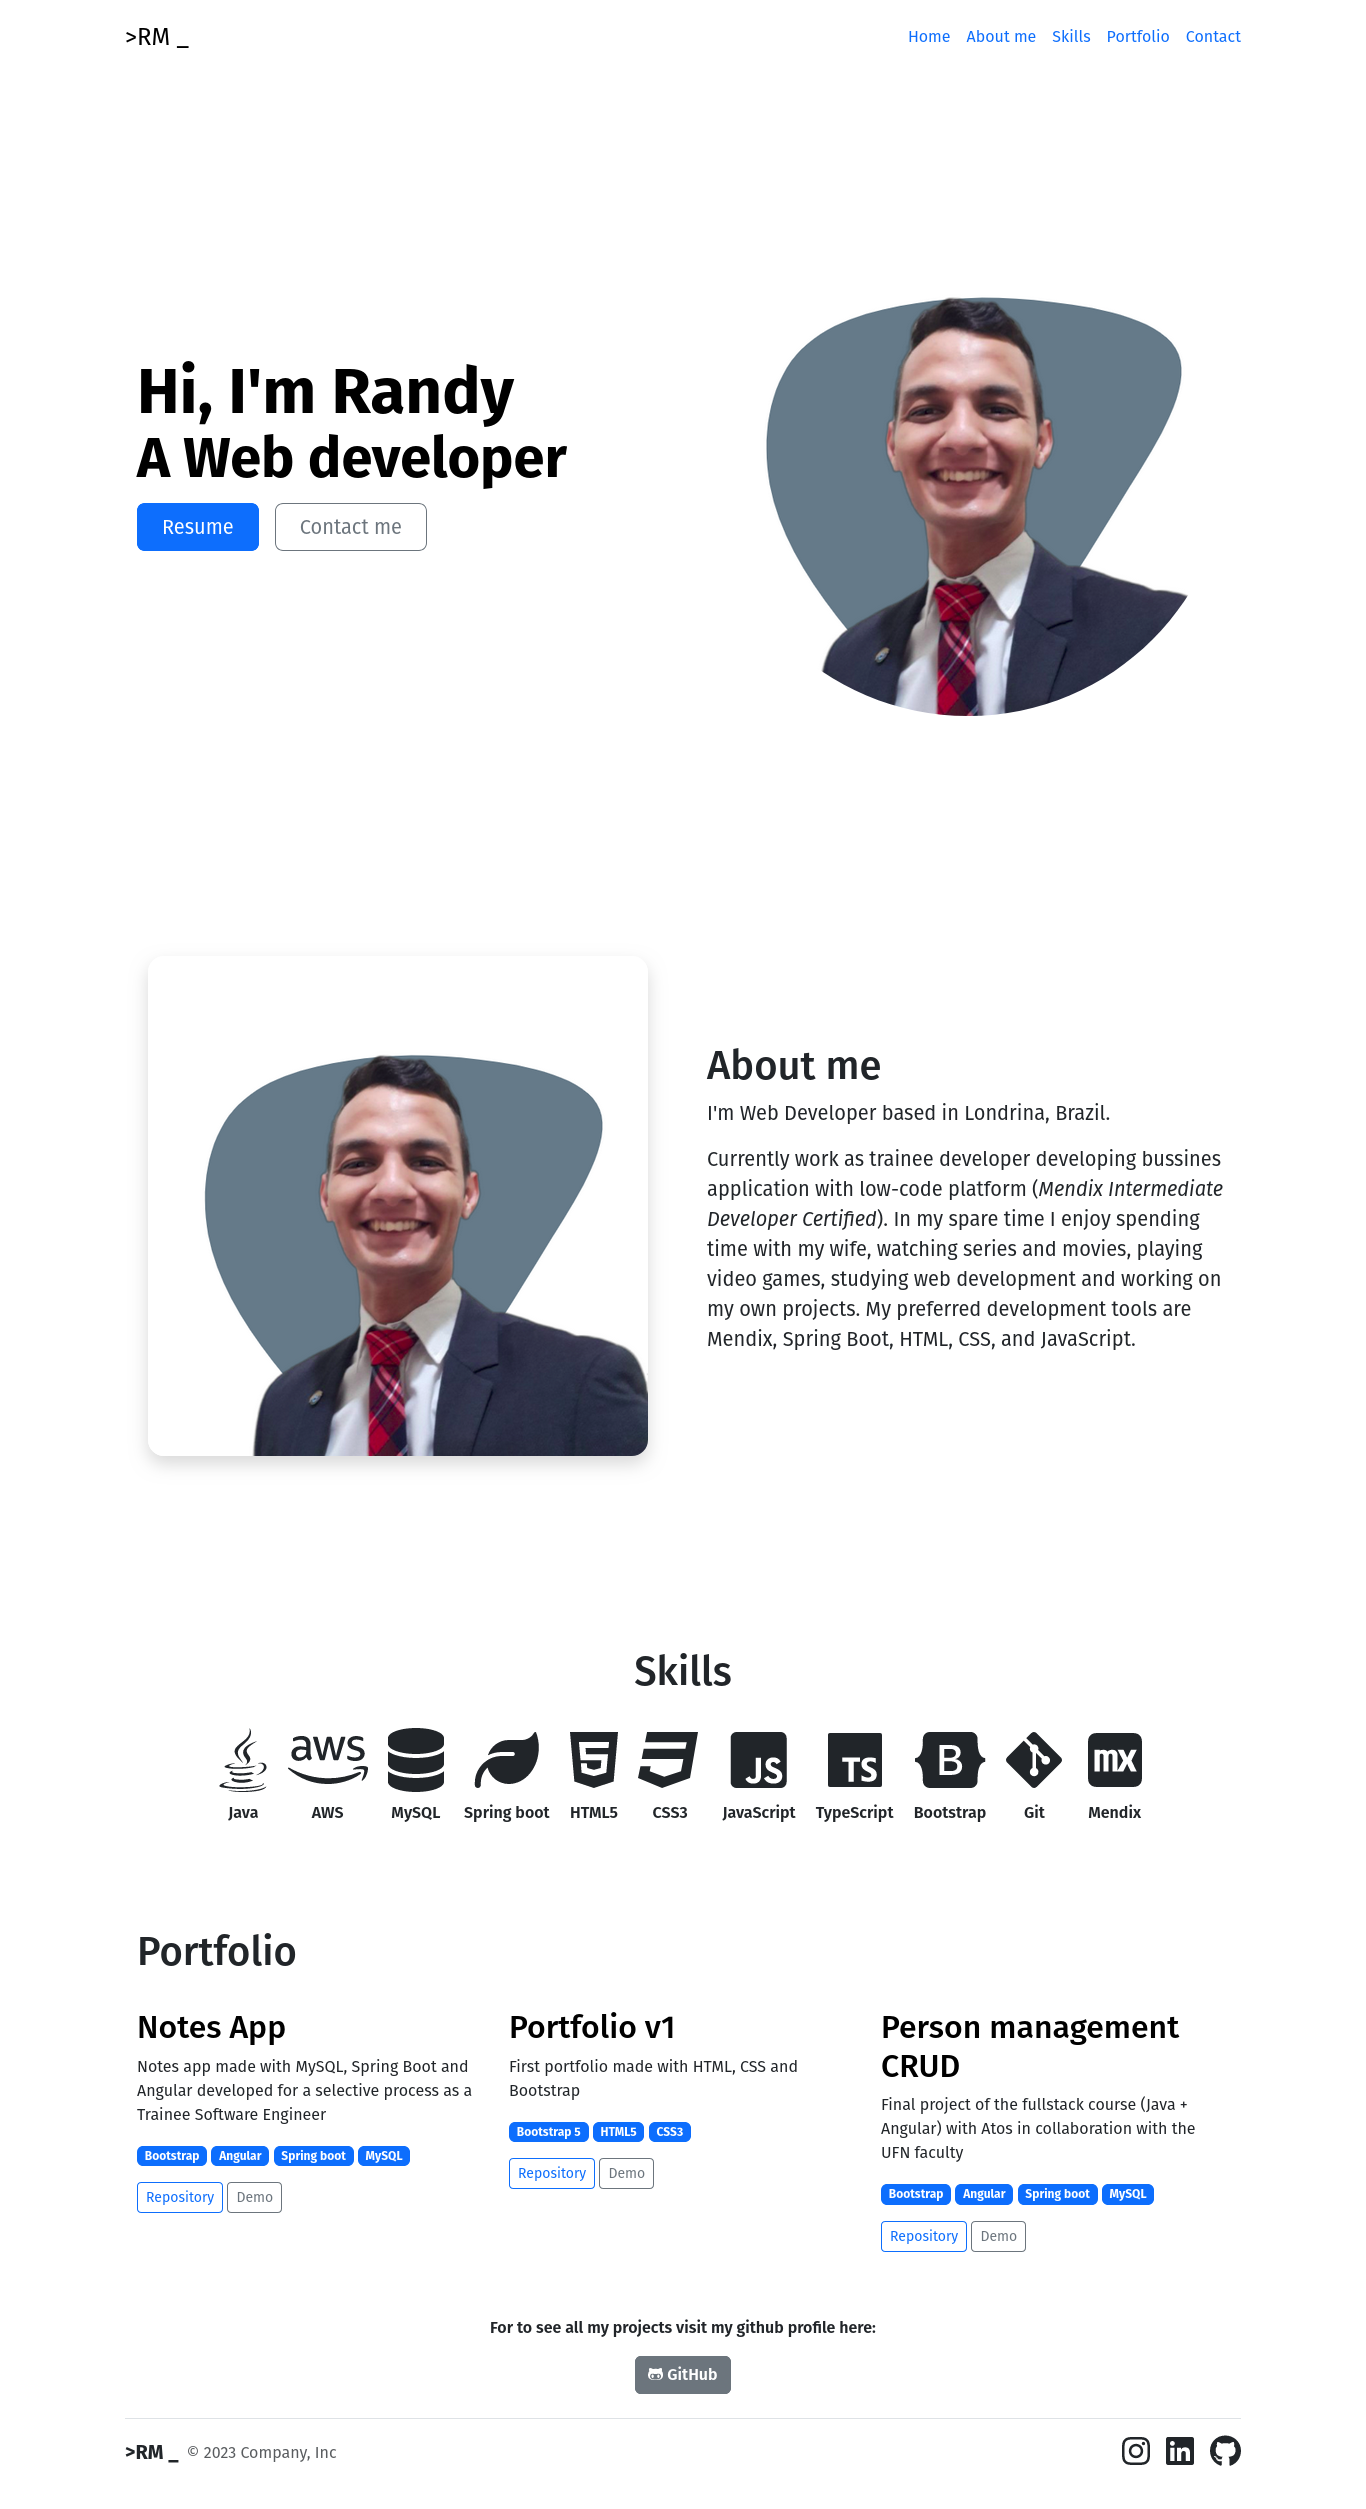 >RM _
Home About me Skills Portfolio Contact
Hi, I'm Randy
A Web developer
Resume Contact me
About me
I'm Web Developer based in Londrina, Brazil.
Currently work as trainee developer developing bussines
application with low-code platform (Mendix Intermediate
Developer Certified). In my spare time I enjoy spending
time with my wife, watching series and movies, playing
video games, studying web development and working on
my own projects. My preferred development tools are
Mendix, Spring Boot, HTML, CSS, and JavaScript.
Skills
aws 5 JS TS B mx
Java AWS MySQL Spring boot HTML5 CSS3 JavaScript TypeScript Bootstrap Git Mendix
Portfolio
Notes App
Notes app made with MySQL, Spring Boot and
Angular developed for a selective process as a
Trainee Software Engineer
Bootstrap Angular Spring boot MySQL
Repository Demo
Portfolio v1
First portfolio made with HTML, CSS and
Bootstrap
Bootstrap 5 HTML5 CSS3
Repository Demo
Person management
CRUD
Final project of the fullstack course (Java +
Angular) with Atos in collaboration with the
UFN faculty
Bootstrap Angular Spring boot MySQL
Repository Demo
For to see all my projects visit my github profile here:
GitHub
>RM _ © 2023 Company, Inc
in